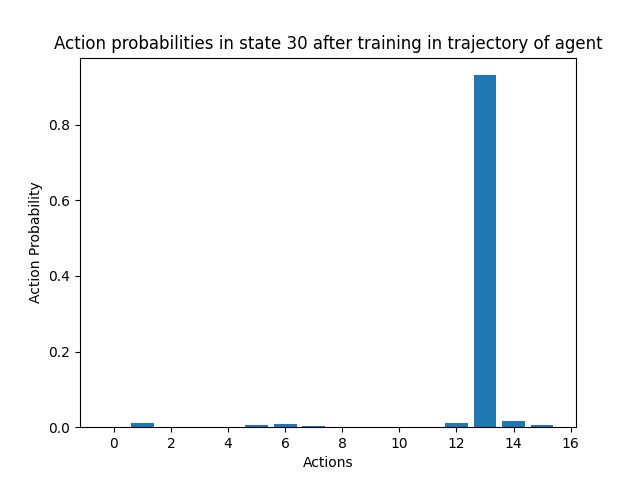 Action probabilities in state 30 after training in trajectory of agent
Action Probability
0.8
0.6
0.4
0.2
0.0
0 2 4 6 8 10 12 14 16
Actions